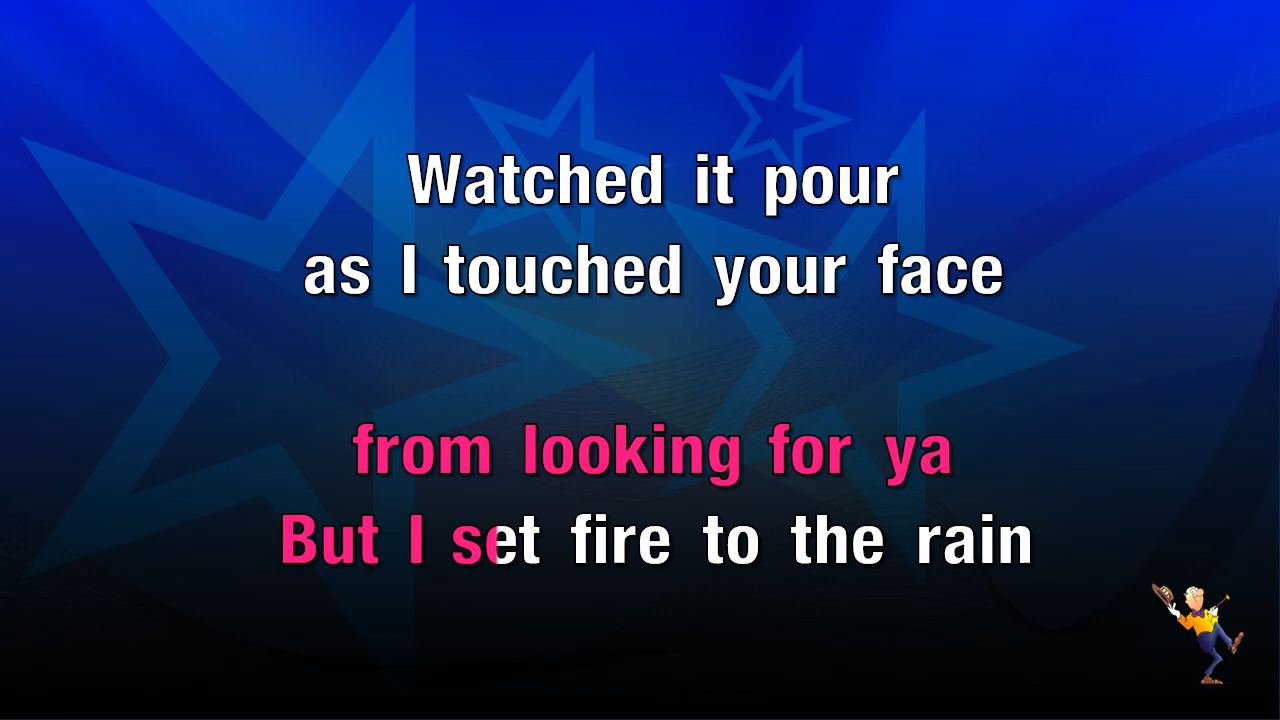 Watched it pour
as I touched your face
from looking for ya
But I set fire to the rain